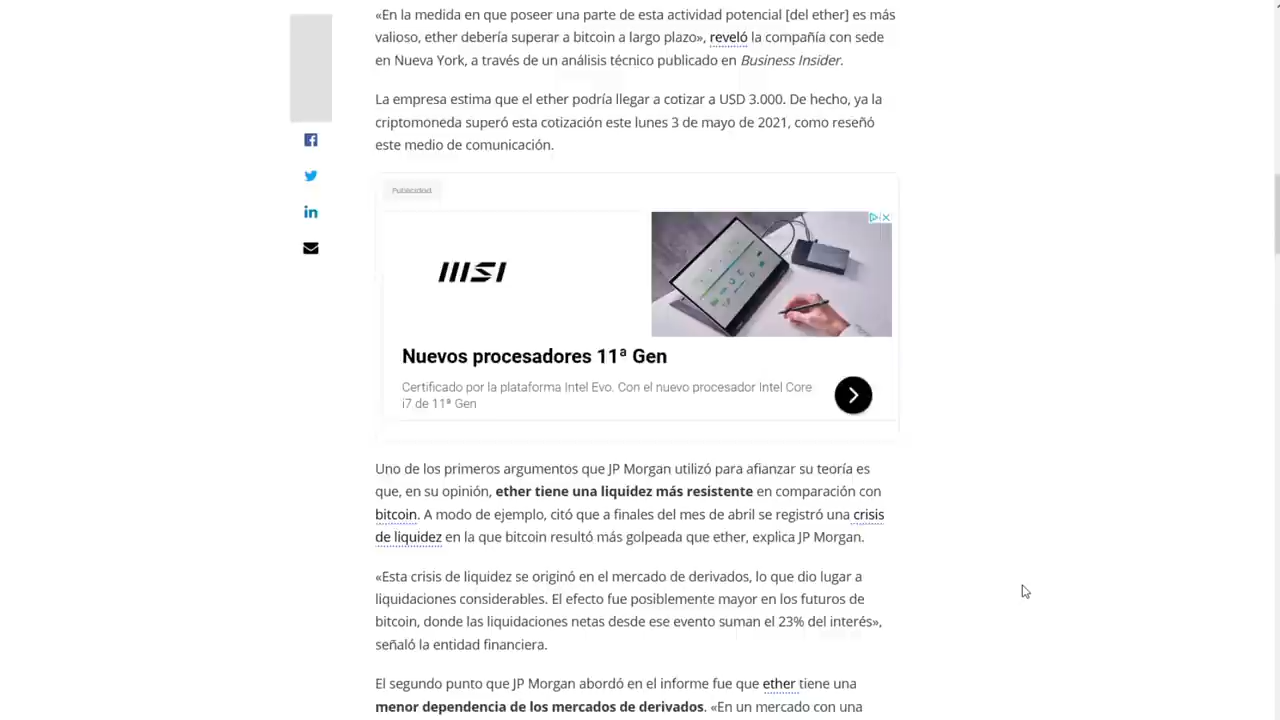 «En la medida en que poseer una parte de esta actividad potencial [del ether] es más
valioso, ether debería superar a bitcoin a largo plazo», reveló la compañía con sede
en Nueva York, a través de un análisis técnico publicado en Business Insider.
La empresa estima que el ether podría llegar a cotizar a USD 3.000. De hecho, ya la
criptomoneda superó esta cotización este lunes 3 de mayo de 2021, como reseñó
este medio de comunicación.
Publicidad
msi
Nuevos procesadores 11ª Gen
Certificado por la plataforma Intel Evo. Con el nuevo procesador Intel Core
i7 de 11ª Gen
Uno de los primeros argumentos que JP Morgan utilizó para afianzar su teoría es
que, en su opinión, ether tiene una liquidez más resistente en comparación con
bitcoin. A modo de ejemplo, citó que a finales del mes de abril se registró una crisis
de liquidez en la que bitcoin resultó más golpeada que ether, explica JP Morgan.
«Esta crisis de liquidez se originó en el mercado de derivados, lo que dio lugar a
liquidaciones considerables. El efecto fue posiblemente mayor en los futuros de
bitcoin, donde las liquidaciones netas desde ese evento suman el 23% del interés»,
señaló la entidad financiera.
El segundo punto que JP Morgan abordó en el informe fue que ether tiene una
menor dependencia de los mercados de derivados. «En un mercado con una